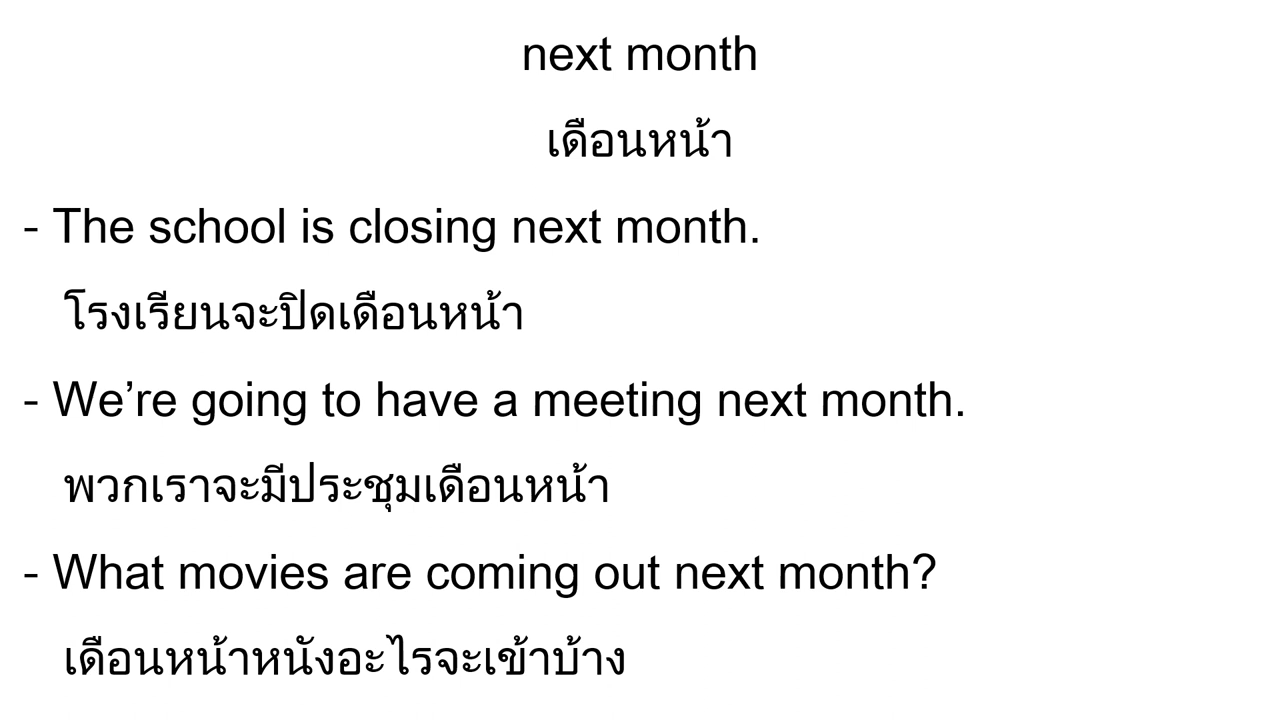 next month
เดือนหน้า
- The school is closing next month.
โรงเรียนจะปิดเดือนหน้า
- We’re going to have a meeting next month.
พวกเราจะมีประชุมเดือนหน้า
- What movies are coming out next month?
เดือนหน้าหนังอะไรจะเข้าบ้าง